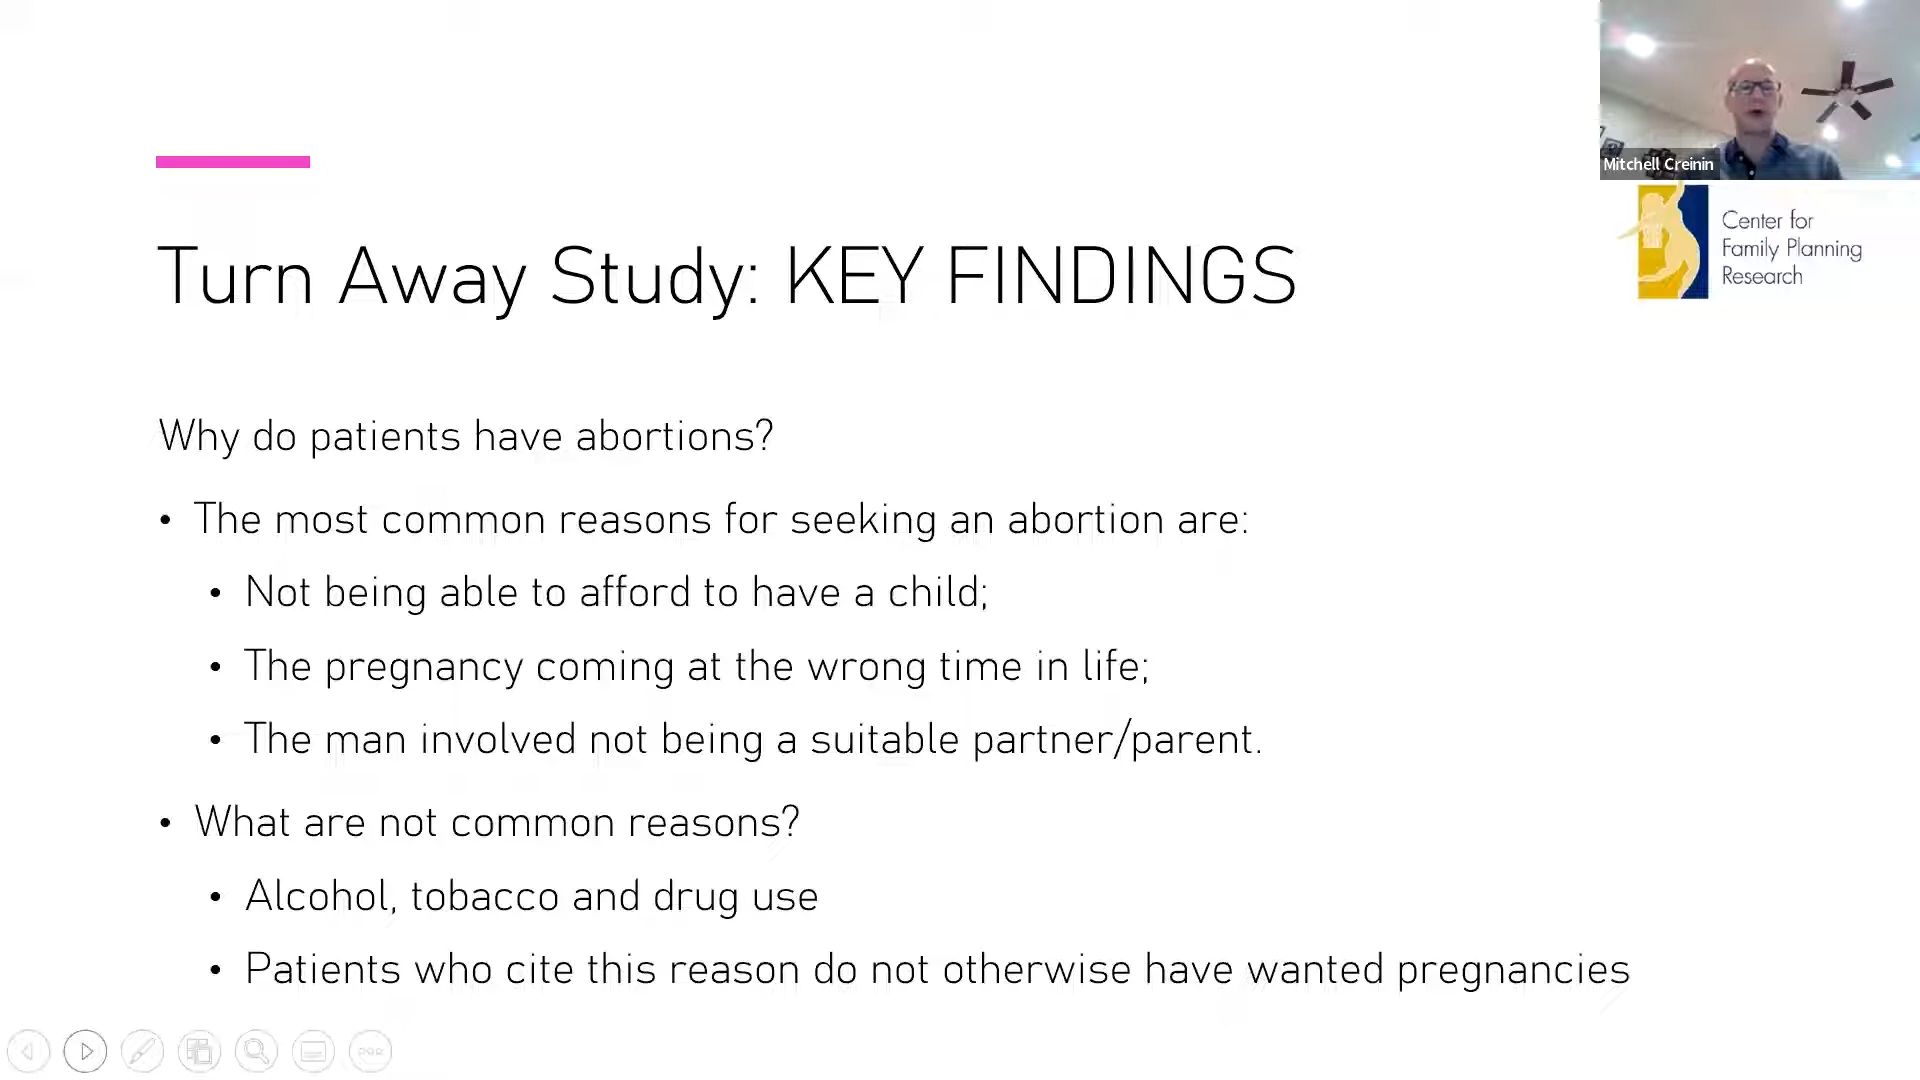 Mitchell Creinin
Center for
Family Planning
Research
Turn Away Study: KEY FINDINGS
Why do patients have abortions?
• The most common reasons for seeking an abortion are:
• Not being able to afford to have a child;
• The pregnancy coming at the wrong time in life;
• The man involved not being a suitable partner/parent.
• What are not common reasons?
• Alcohol, tobacco and drug use
• Patients who cite this reason do not otherwise have wanted pregnancies